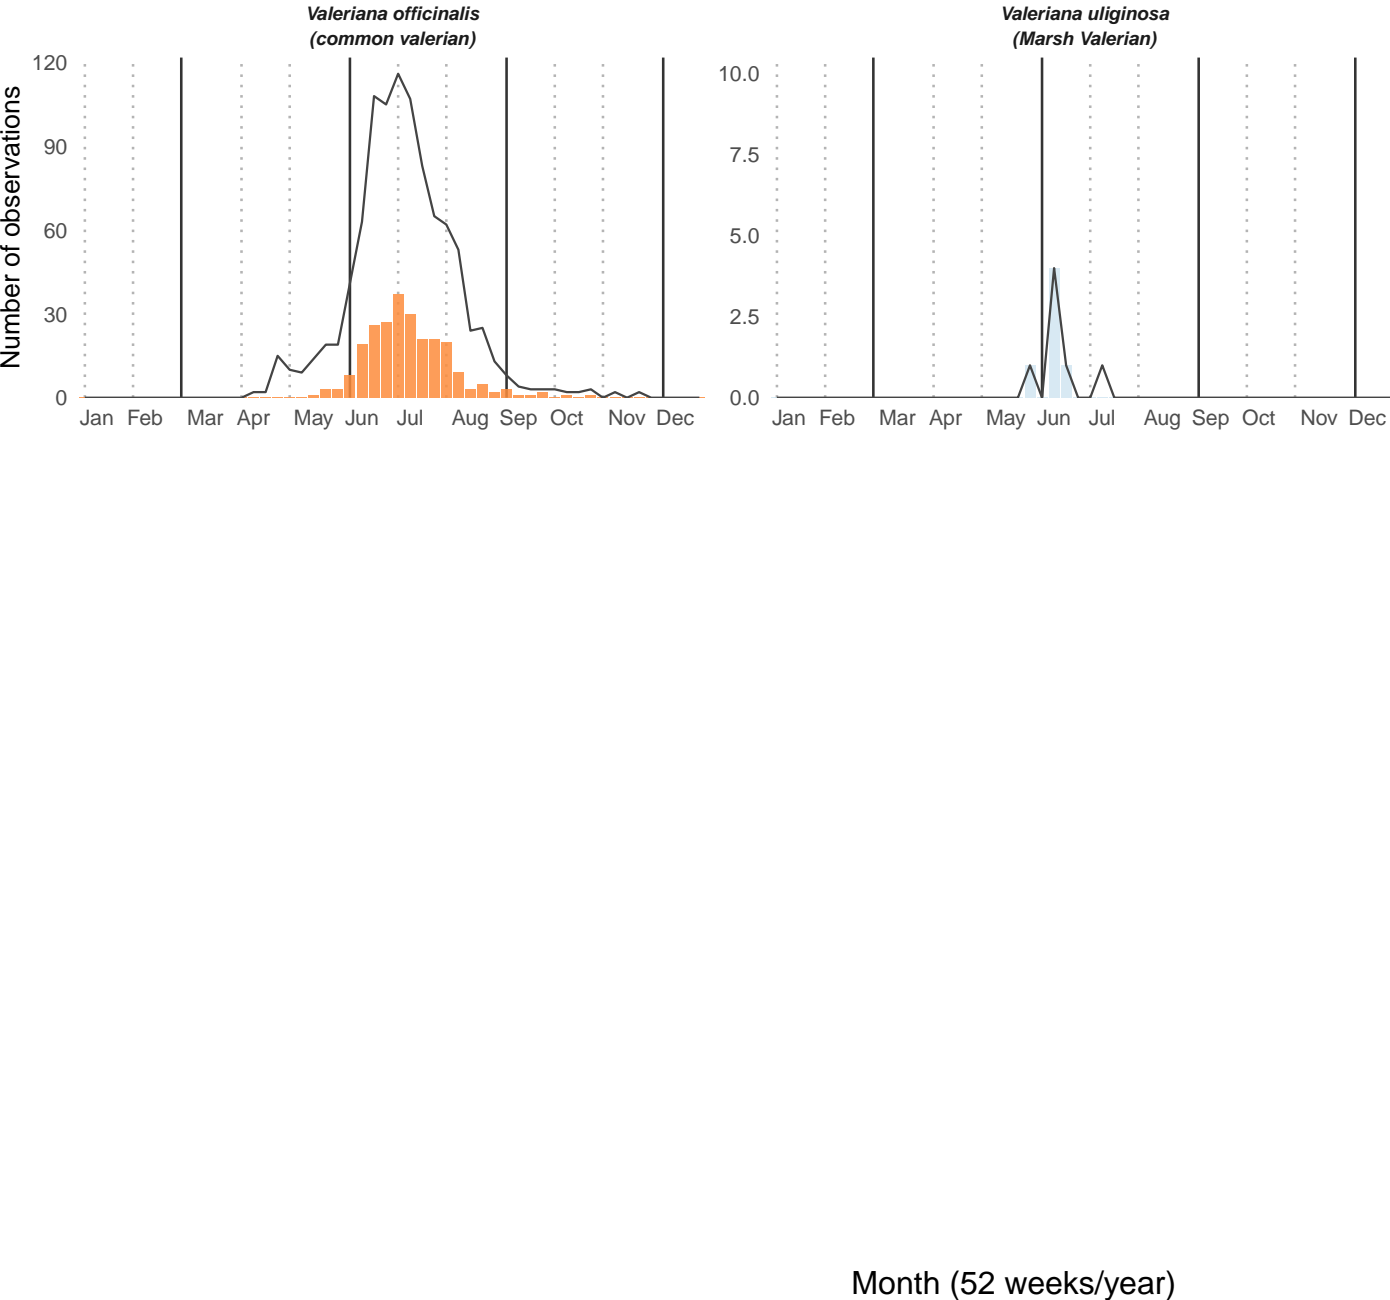 Valeriana officinalis
(common valerian)
Valeriana uliginosa
(Marsh Valerian)
Number of observations
120
90
60
30
0
Jan Feb Mar Apr May Jun Jul Aug Sep Oct Nov Dec
10.0
7.5
5.0
2.5
0.0
Jan Feb Mar Apr May Jun Jul Aug Sep Oct Nov Dec
Month (52 weeks/year)